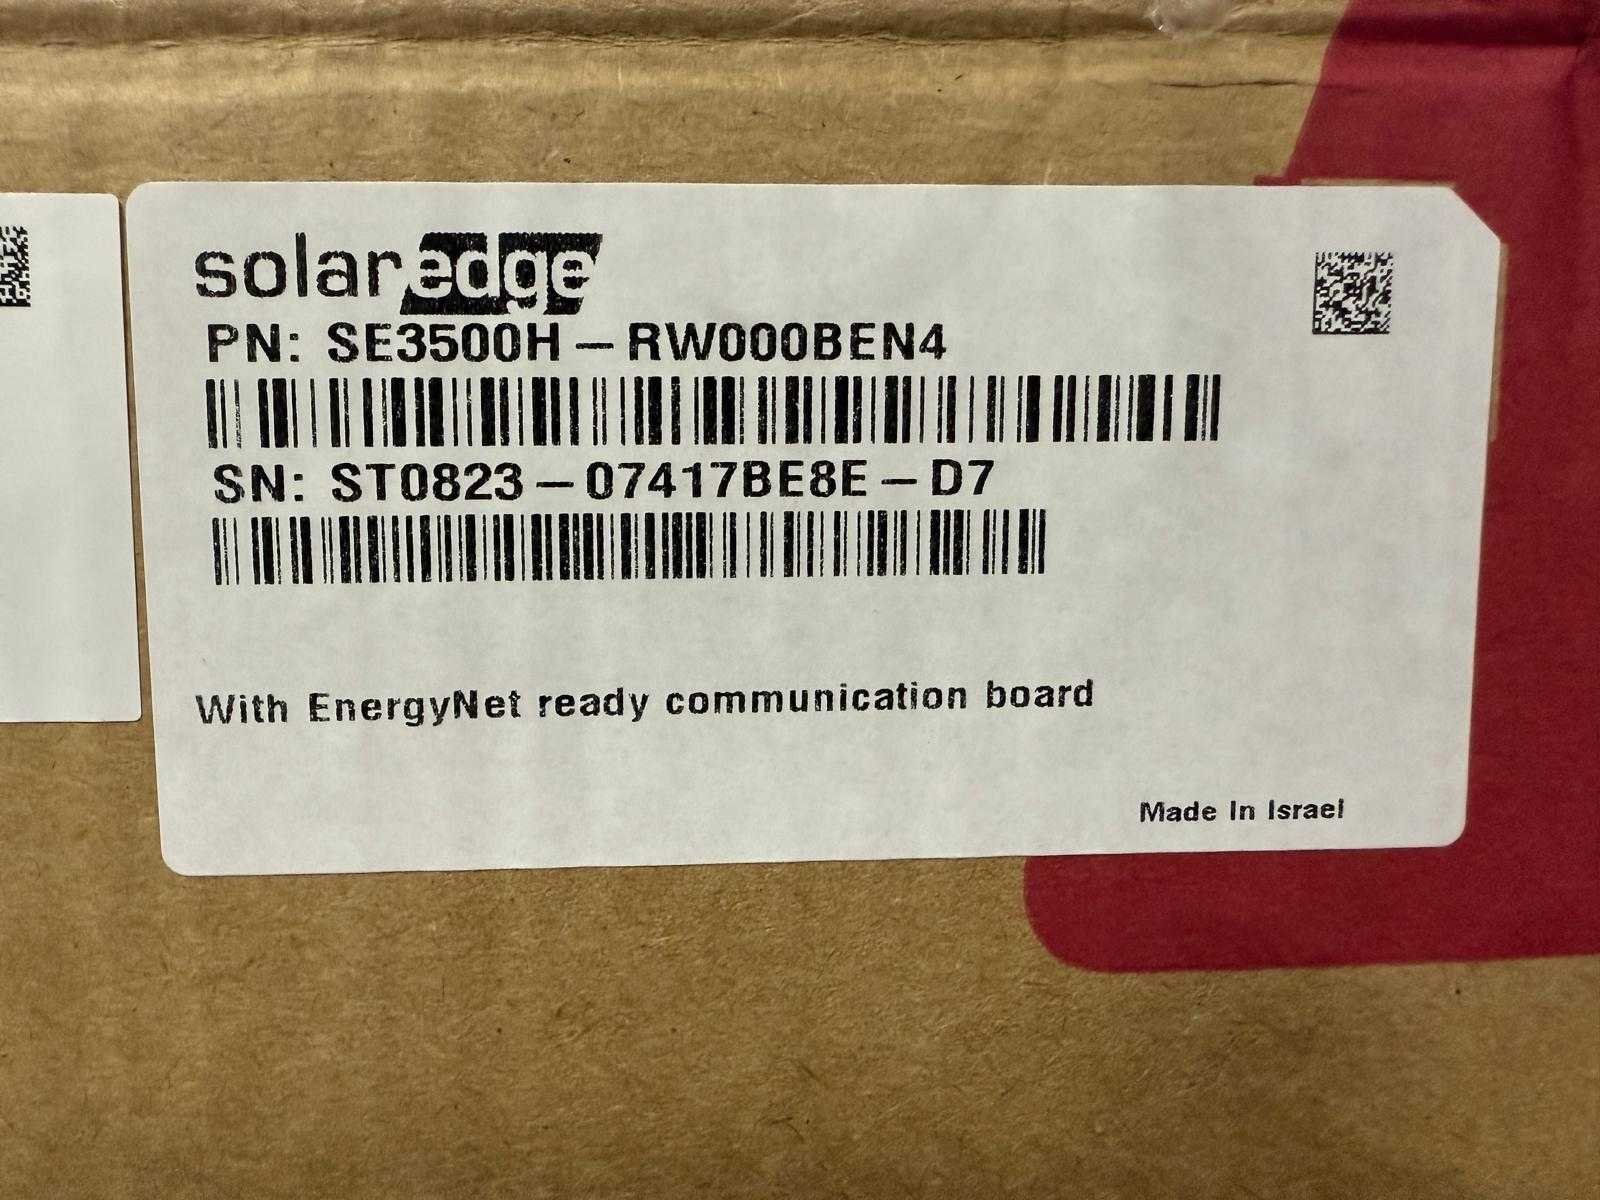 solaredge
PN: SE3500H-RW000BEN4
SN: ST0823-07417BE8E-D7
With EnergyNet ready communication board
Made In Israel